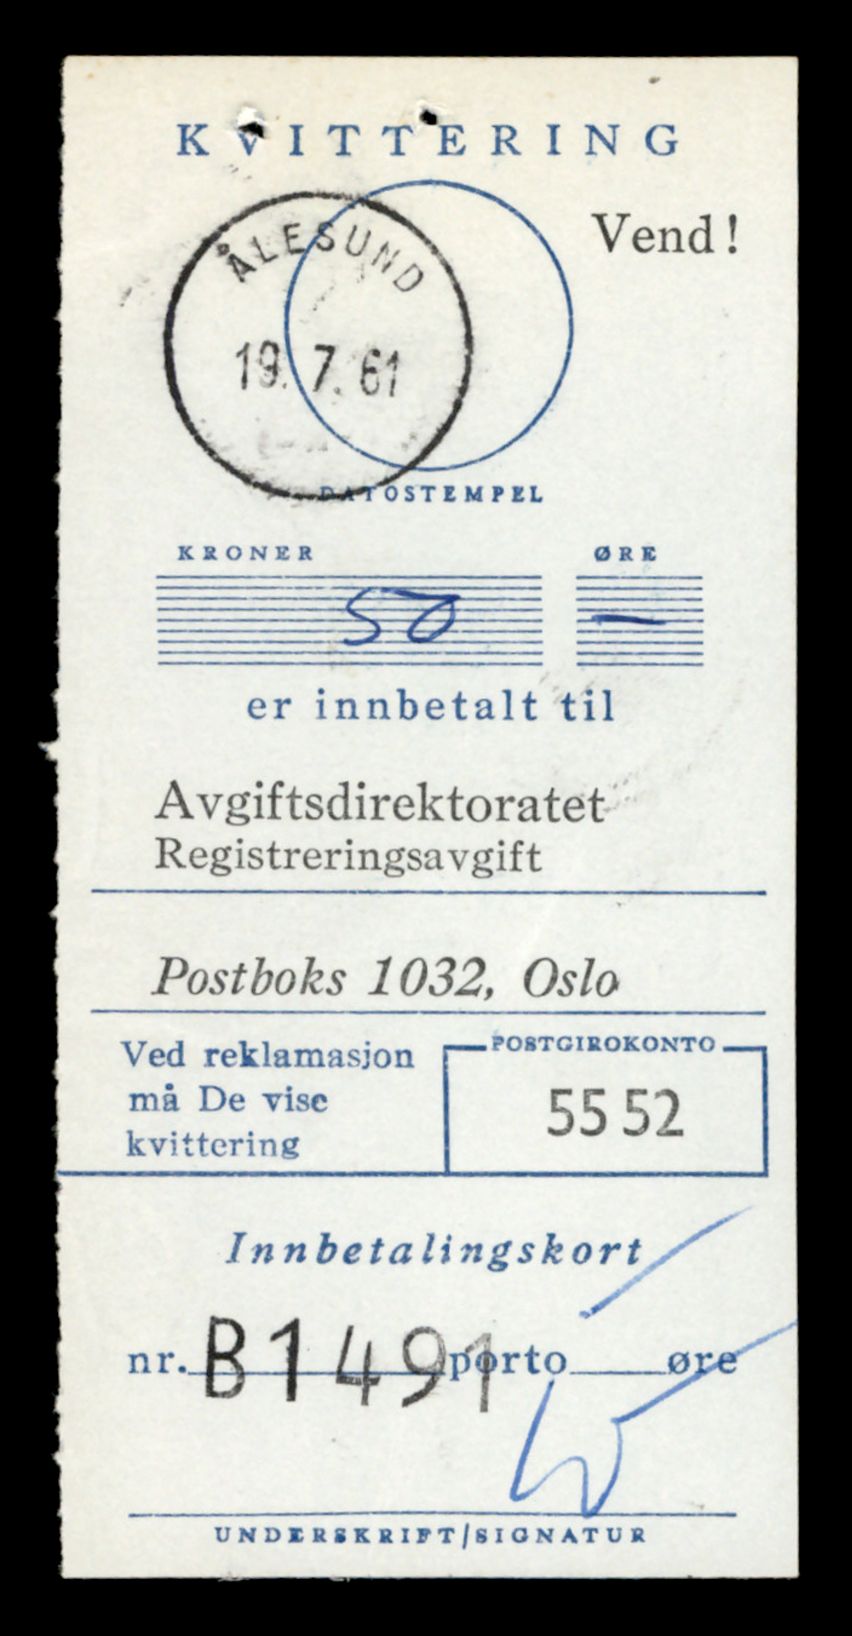 KVITTERING
Vend!
ÅLESUND
19. 7. 61
DATOSTEMPEL
KRONER ØRE
50 —
er innbetalt til
Avgiftsdirektoratet
Registreringsavgift
Postboks 1032, Oslo
Ved reklamasjon
må De vise
kvittering
POSTGIROKONTO
55 52
Innbetalingskort
nr. B1491 porto øre
UNDERSKRIFT/SIGNATUR